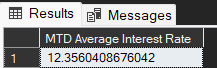 Results Messages
MTD Average Interest Rate
1 12.3560408676042